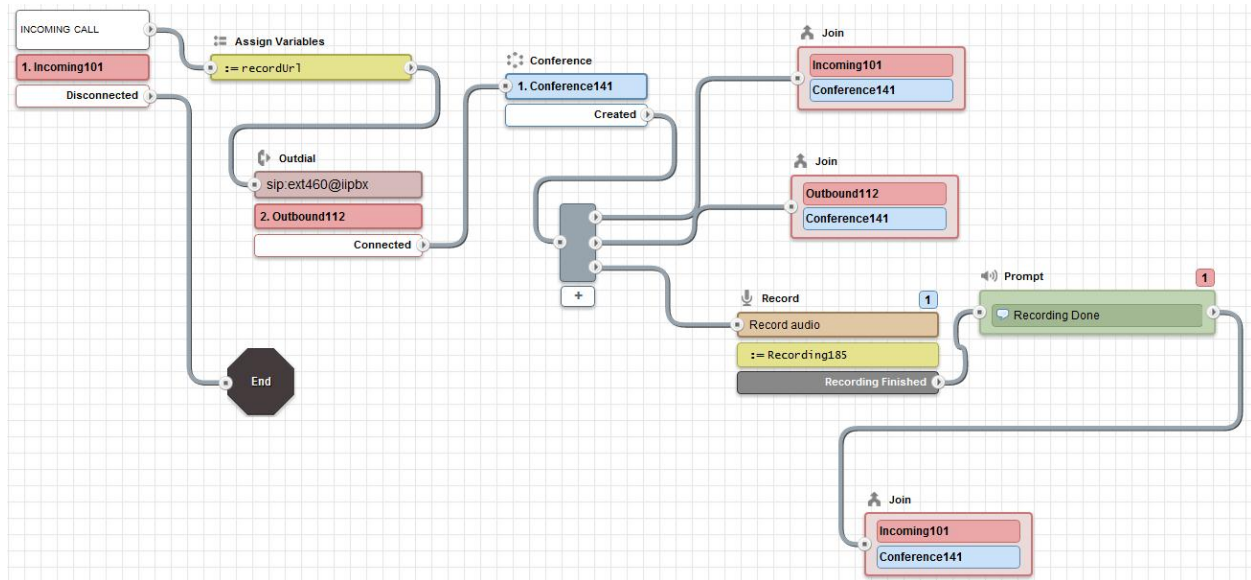 INCOMING CALL
1. Incoming101
Disconnected
Assign Variables
:= recordUrl
Outdial
sip:ext460@iipbx
2. Outbound112
Connected
End
Conference
1. Conference141
Created
+
Join
Incoming101
Conference141
Join
Outbound112
Conference141
Record
1
Record audio
:= Recording185
Recording Finished
Prompt
1
Recording Done
Join
Incoming101
Conference141